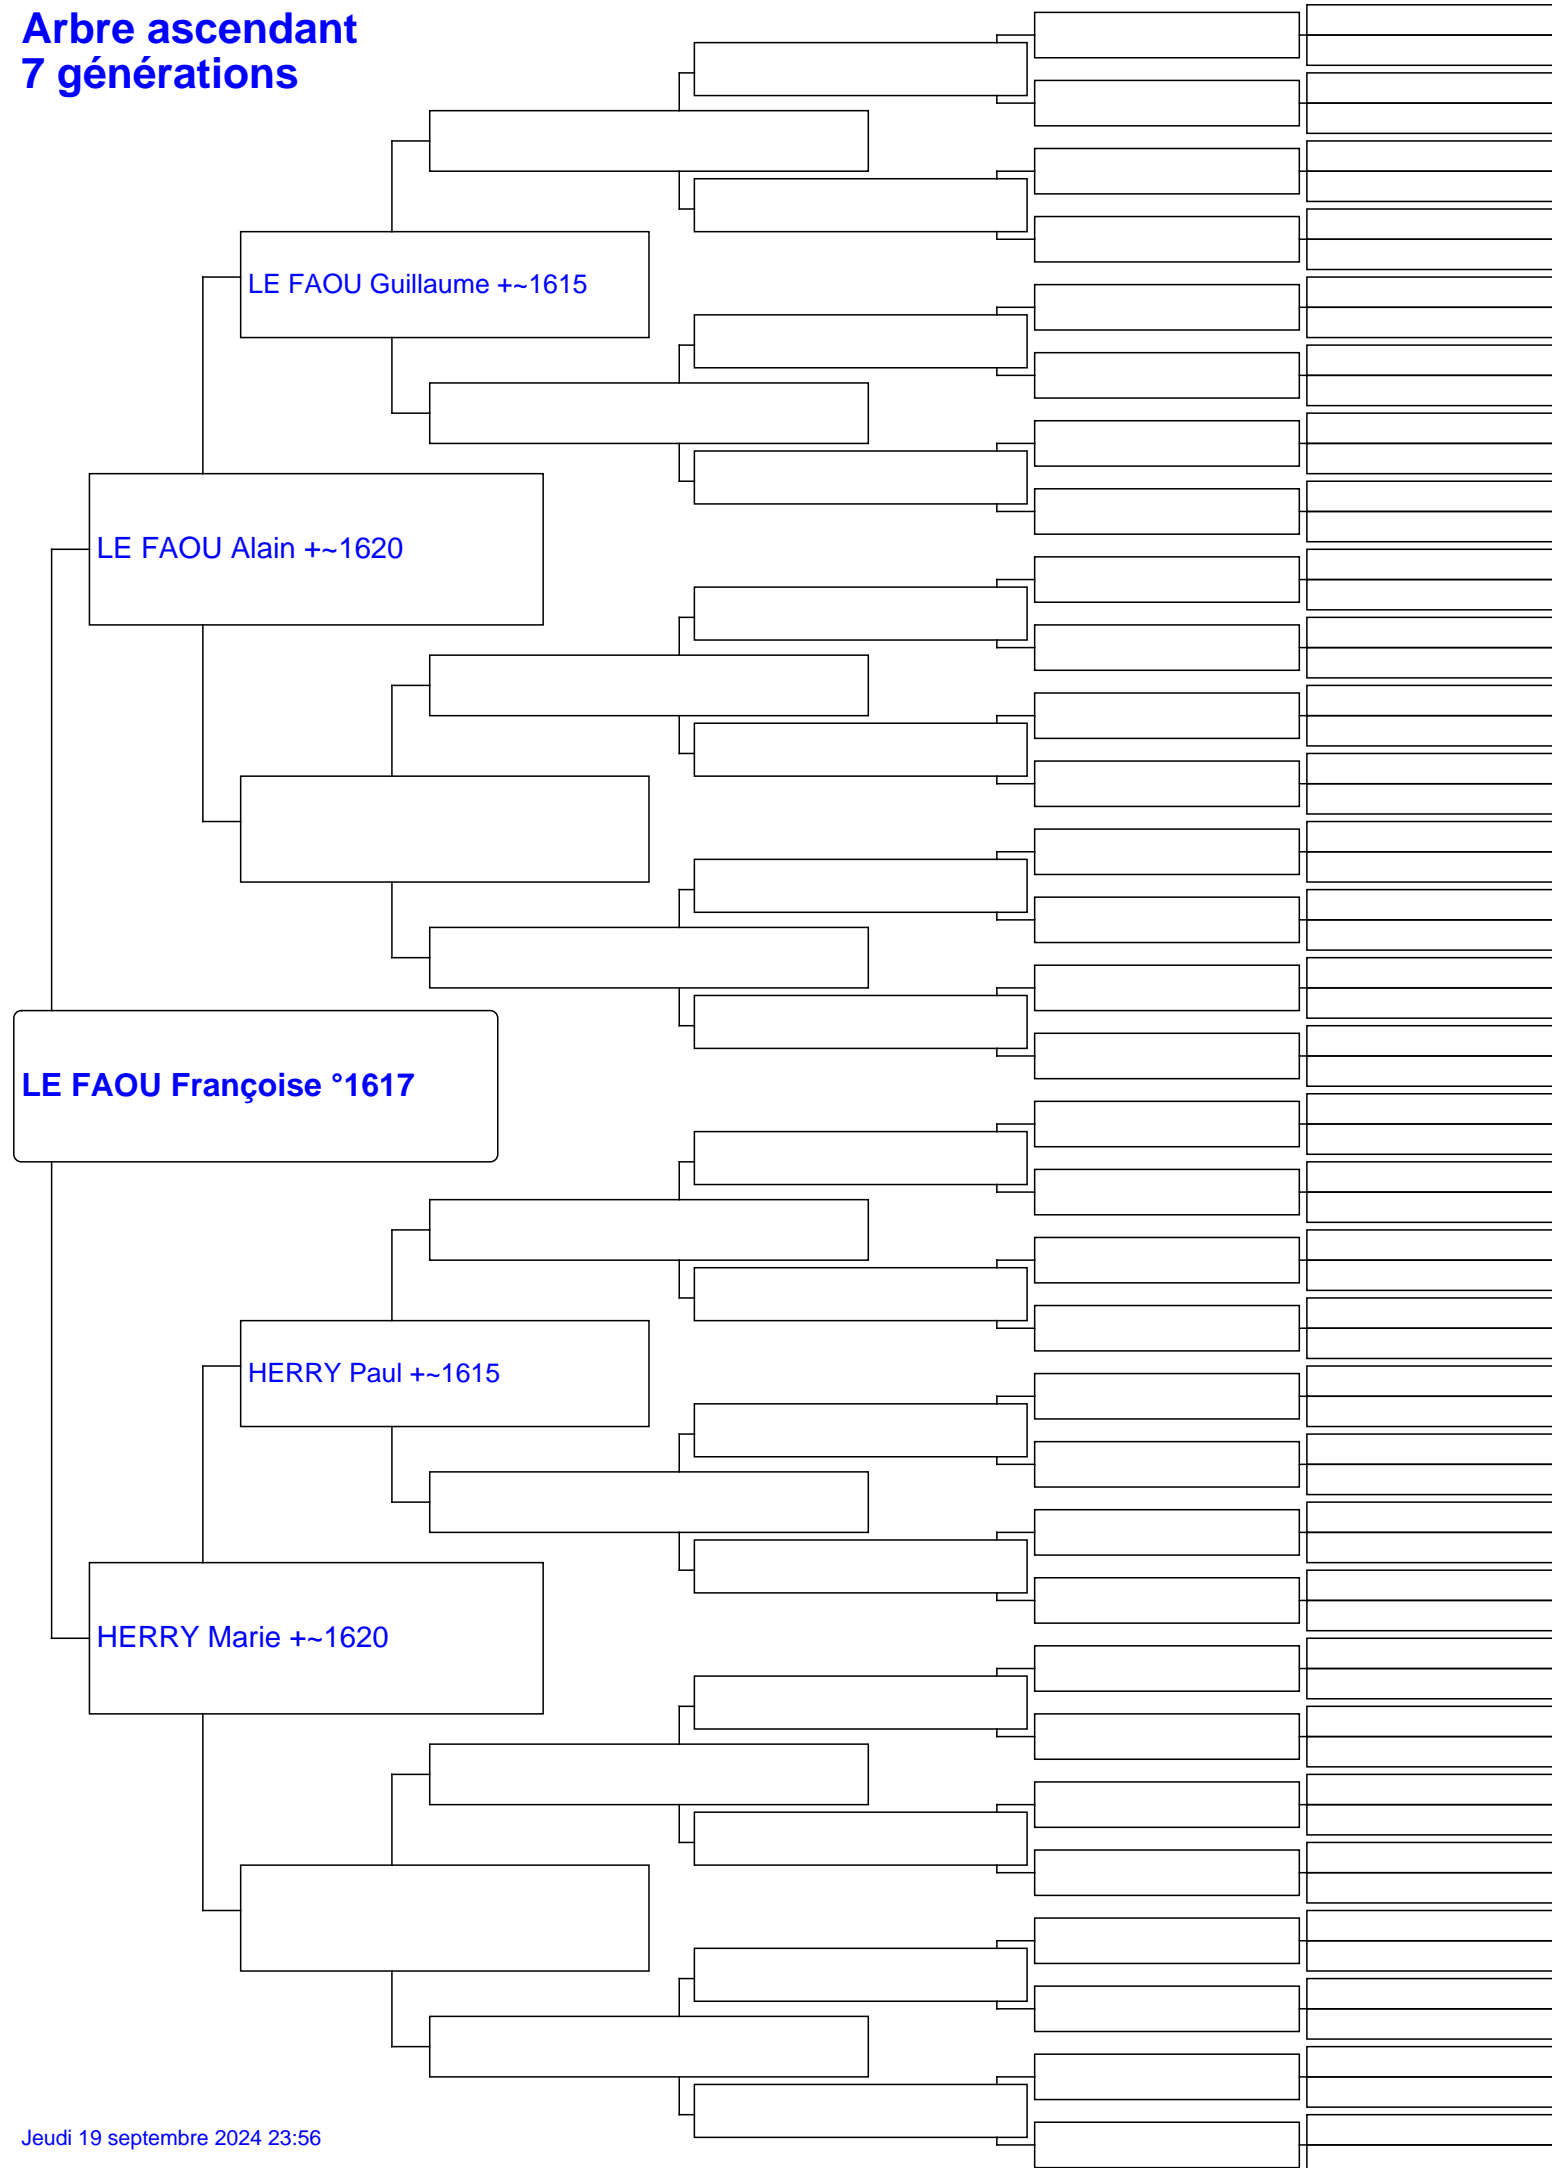 Arbre ascendant
7 générations
LE FAOU Guillaume +~1615
LE FAOU Alain +~1620
LE FAOU Françoise °1617
HERRY Paul +~1615
HERRY Marie +~1620
Jeudi 19 septembre 2024 23:56